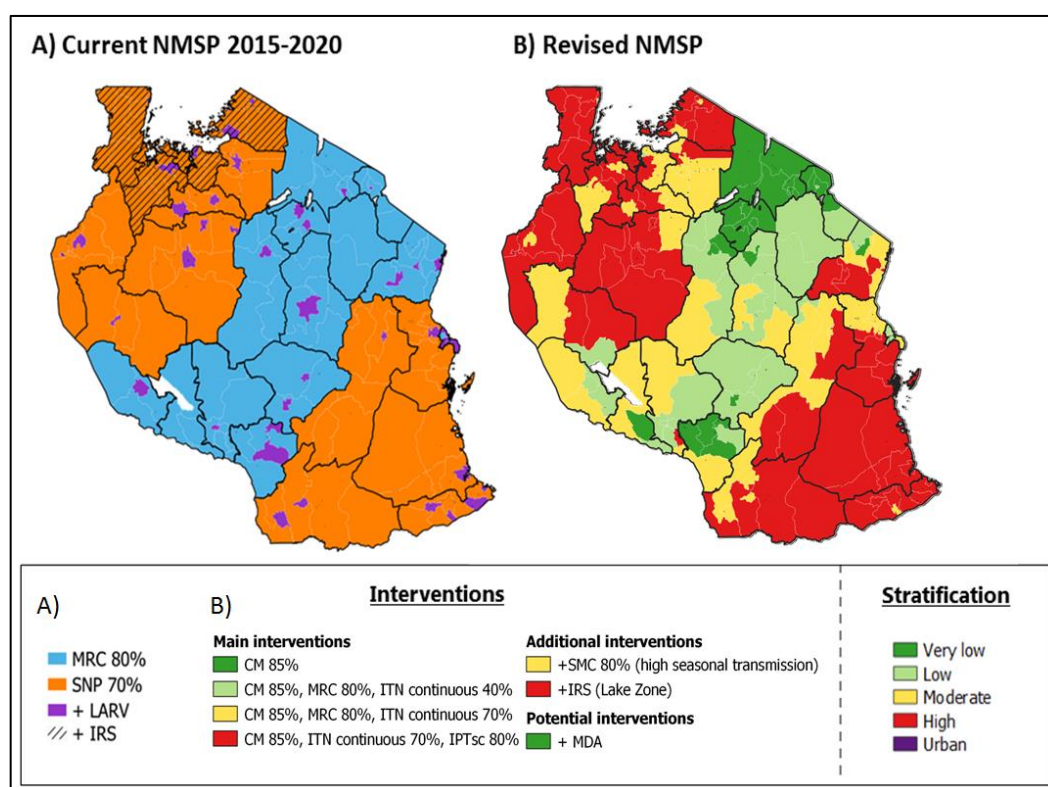 A) Current NMSP 2015-2020
B) Revised NMSP
A)
MRC 80%
SNP 70%
+ LARV
+ IRS
B)
Interventions
Main interventions
CM 85%
CM 85%, MRC 80%, ITN continuous 40%
CM 85%, MRC 80%, ITN continuous 70%
CM 85%, ITN continuous 70%, IPTsc 80%
Additional interventions
+SMC 80% (high seasonal transmission)
+IRS (Lake Zone)
Potential interventions
+ MDA
Stratification
Very low
Low
Moderate
High
Urban